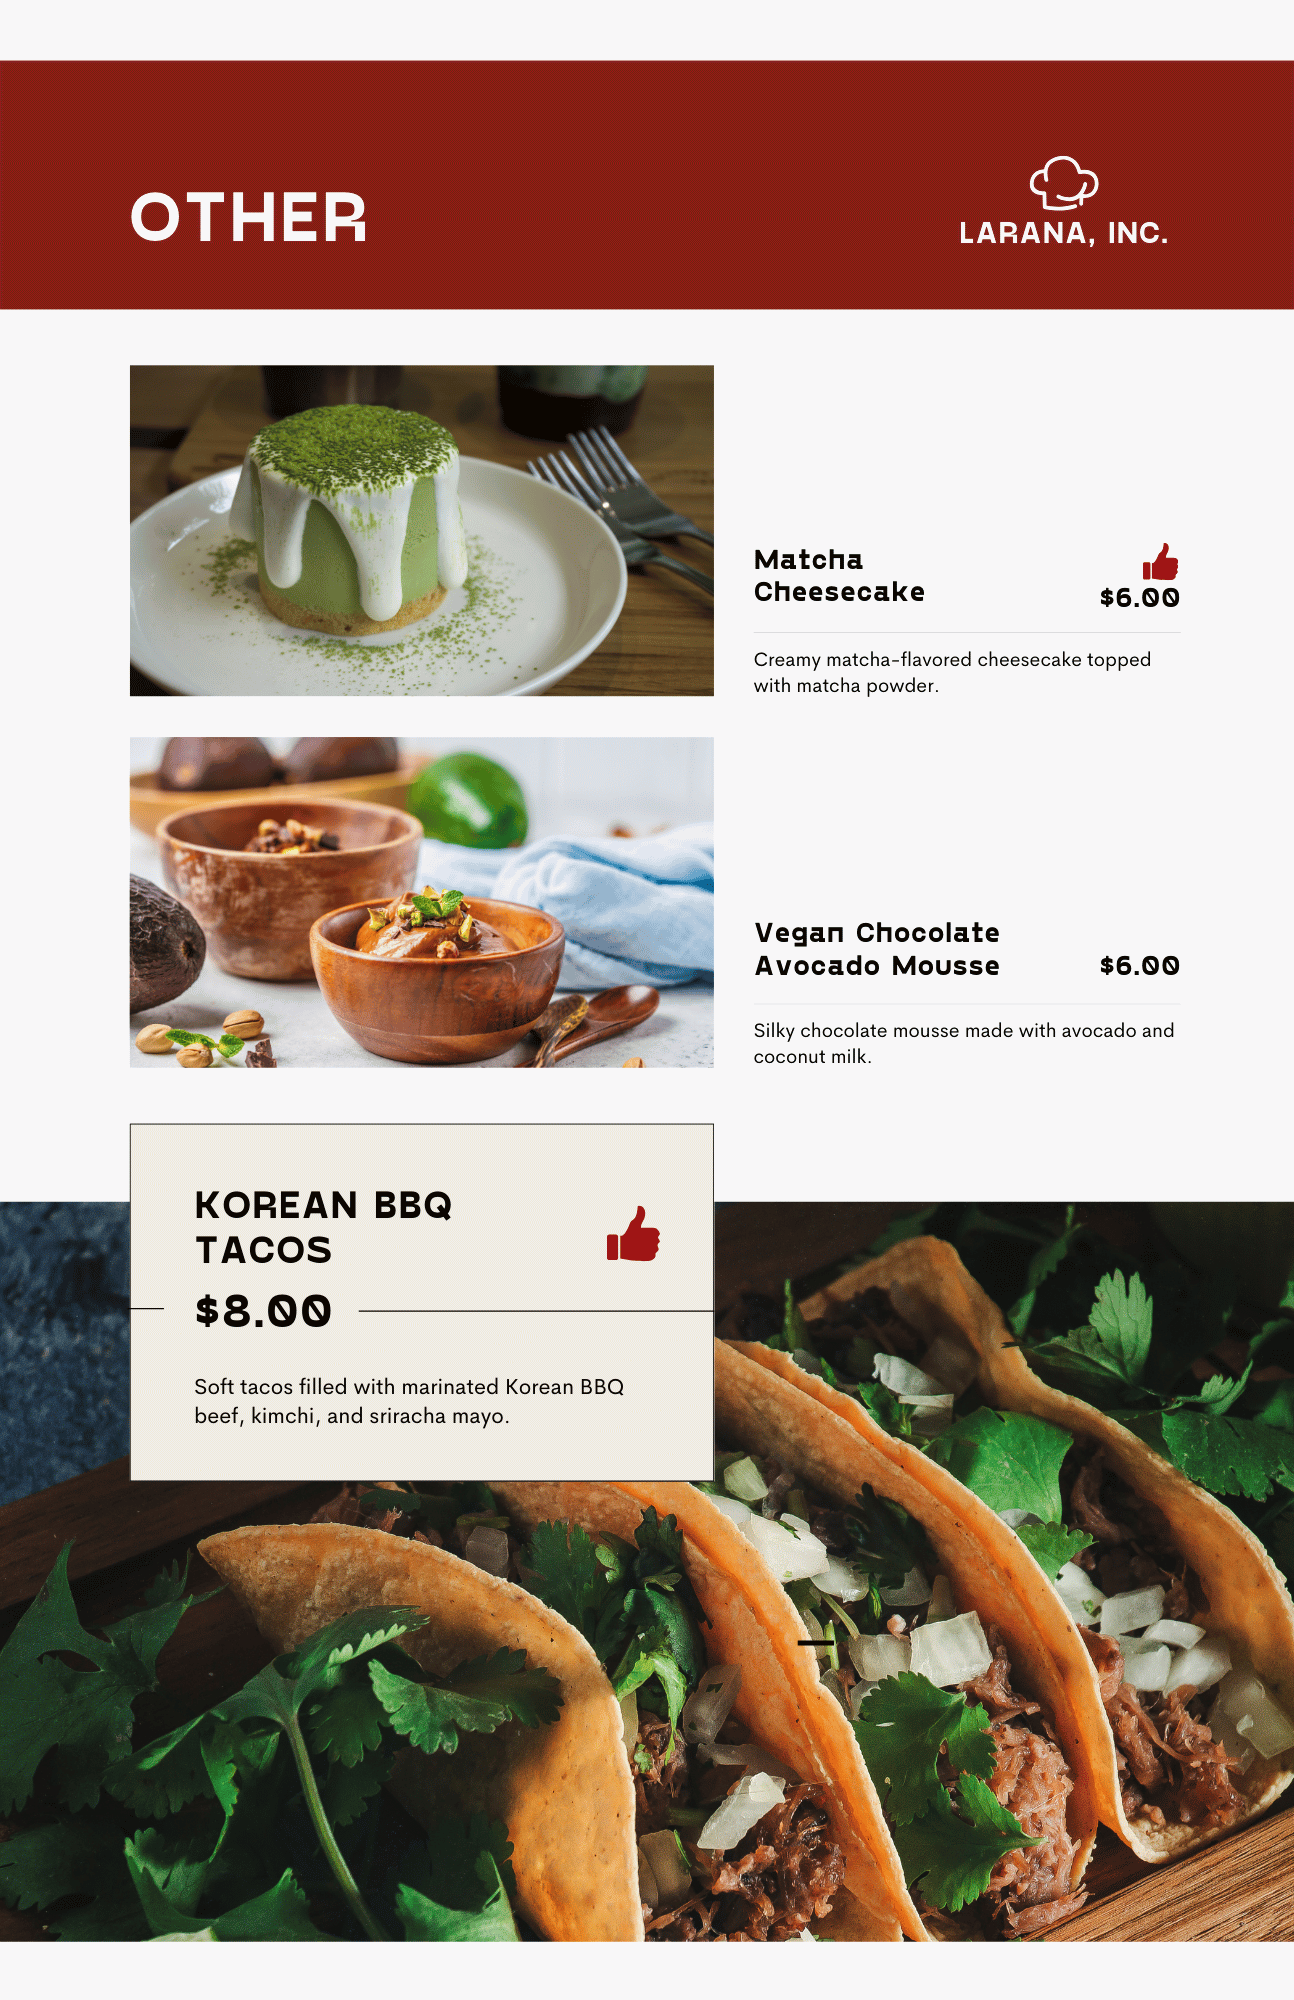 OTHER
LARANA, INC.
Matcha
Cheesecake
$6.00
Creamy matcha-flavored cheesecake topped
with matcha powder.
Vegan Chocolate
Avocado Mousse
$6.00
Silky chocolate mousse made with avocado and
coconut milk.
KOREAN BBQ
TACOS
$8.00
Soft tacos filled with marinated Korean BBQ
beef, kimchi, and sriracha mayo.